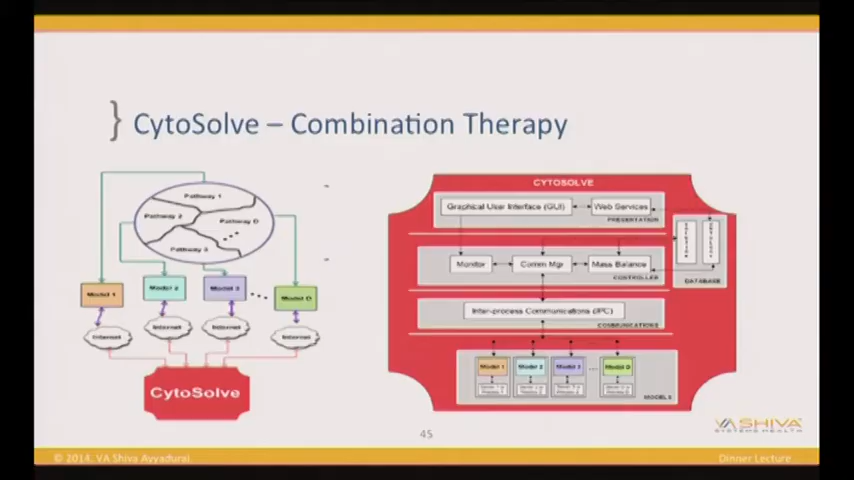 } CytoSolve – Combination Therapy
Pathway 1
Pathway 2
Pathway D
Pathway 3
Model 1
Model 2
Model 3
Model D
Internet
Internet
Internet
Internet
CytoSolve
CYTOSOLVE
Graphical User Interface (GUI)
Web Services
PRESENTATION
Monitor
Comm Mgr
Mass Balance
CONTROLLER
ONTOLOGY
DATABASE
Inter-process Communications (IPC)
COMMUNICATIONS
Model 1
Model 2
Model 3
Model D
MODELS
45
VA SHIVA
SYSTEMS HEALTH
© 2014. VA Shiva Ayyadurai.
Dinner Lecture